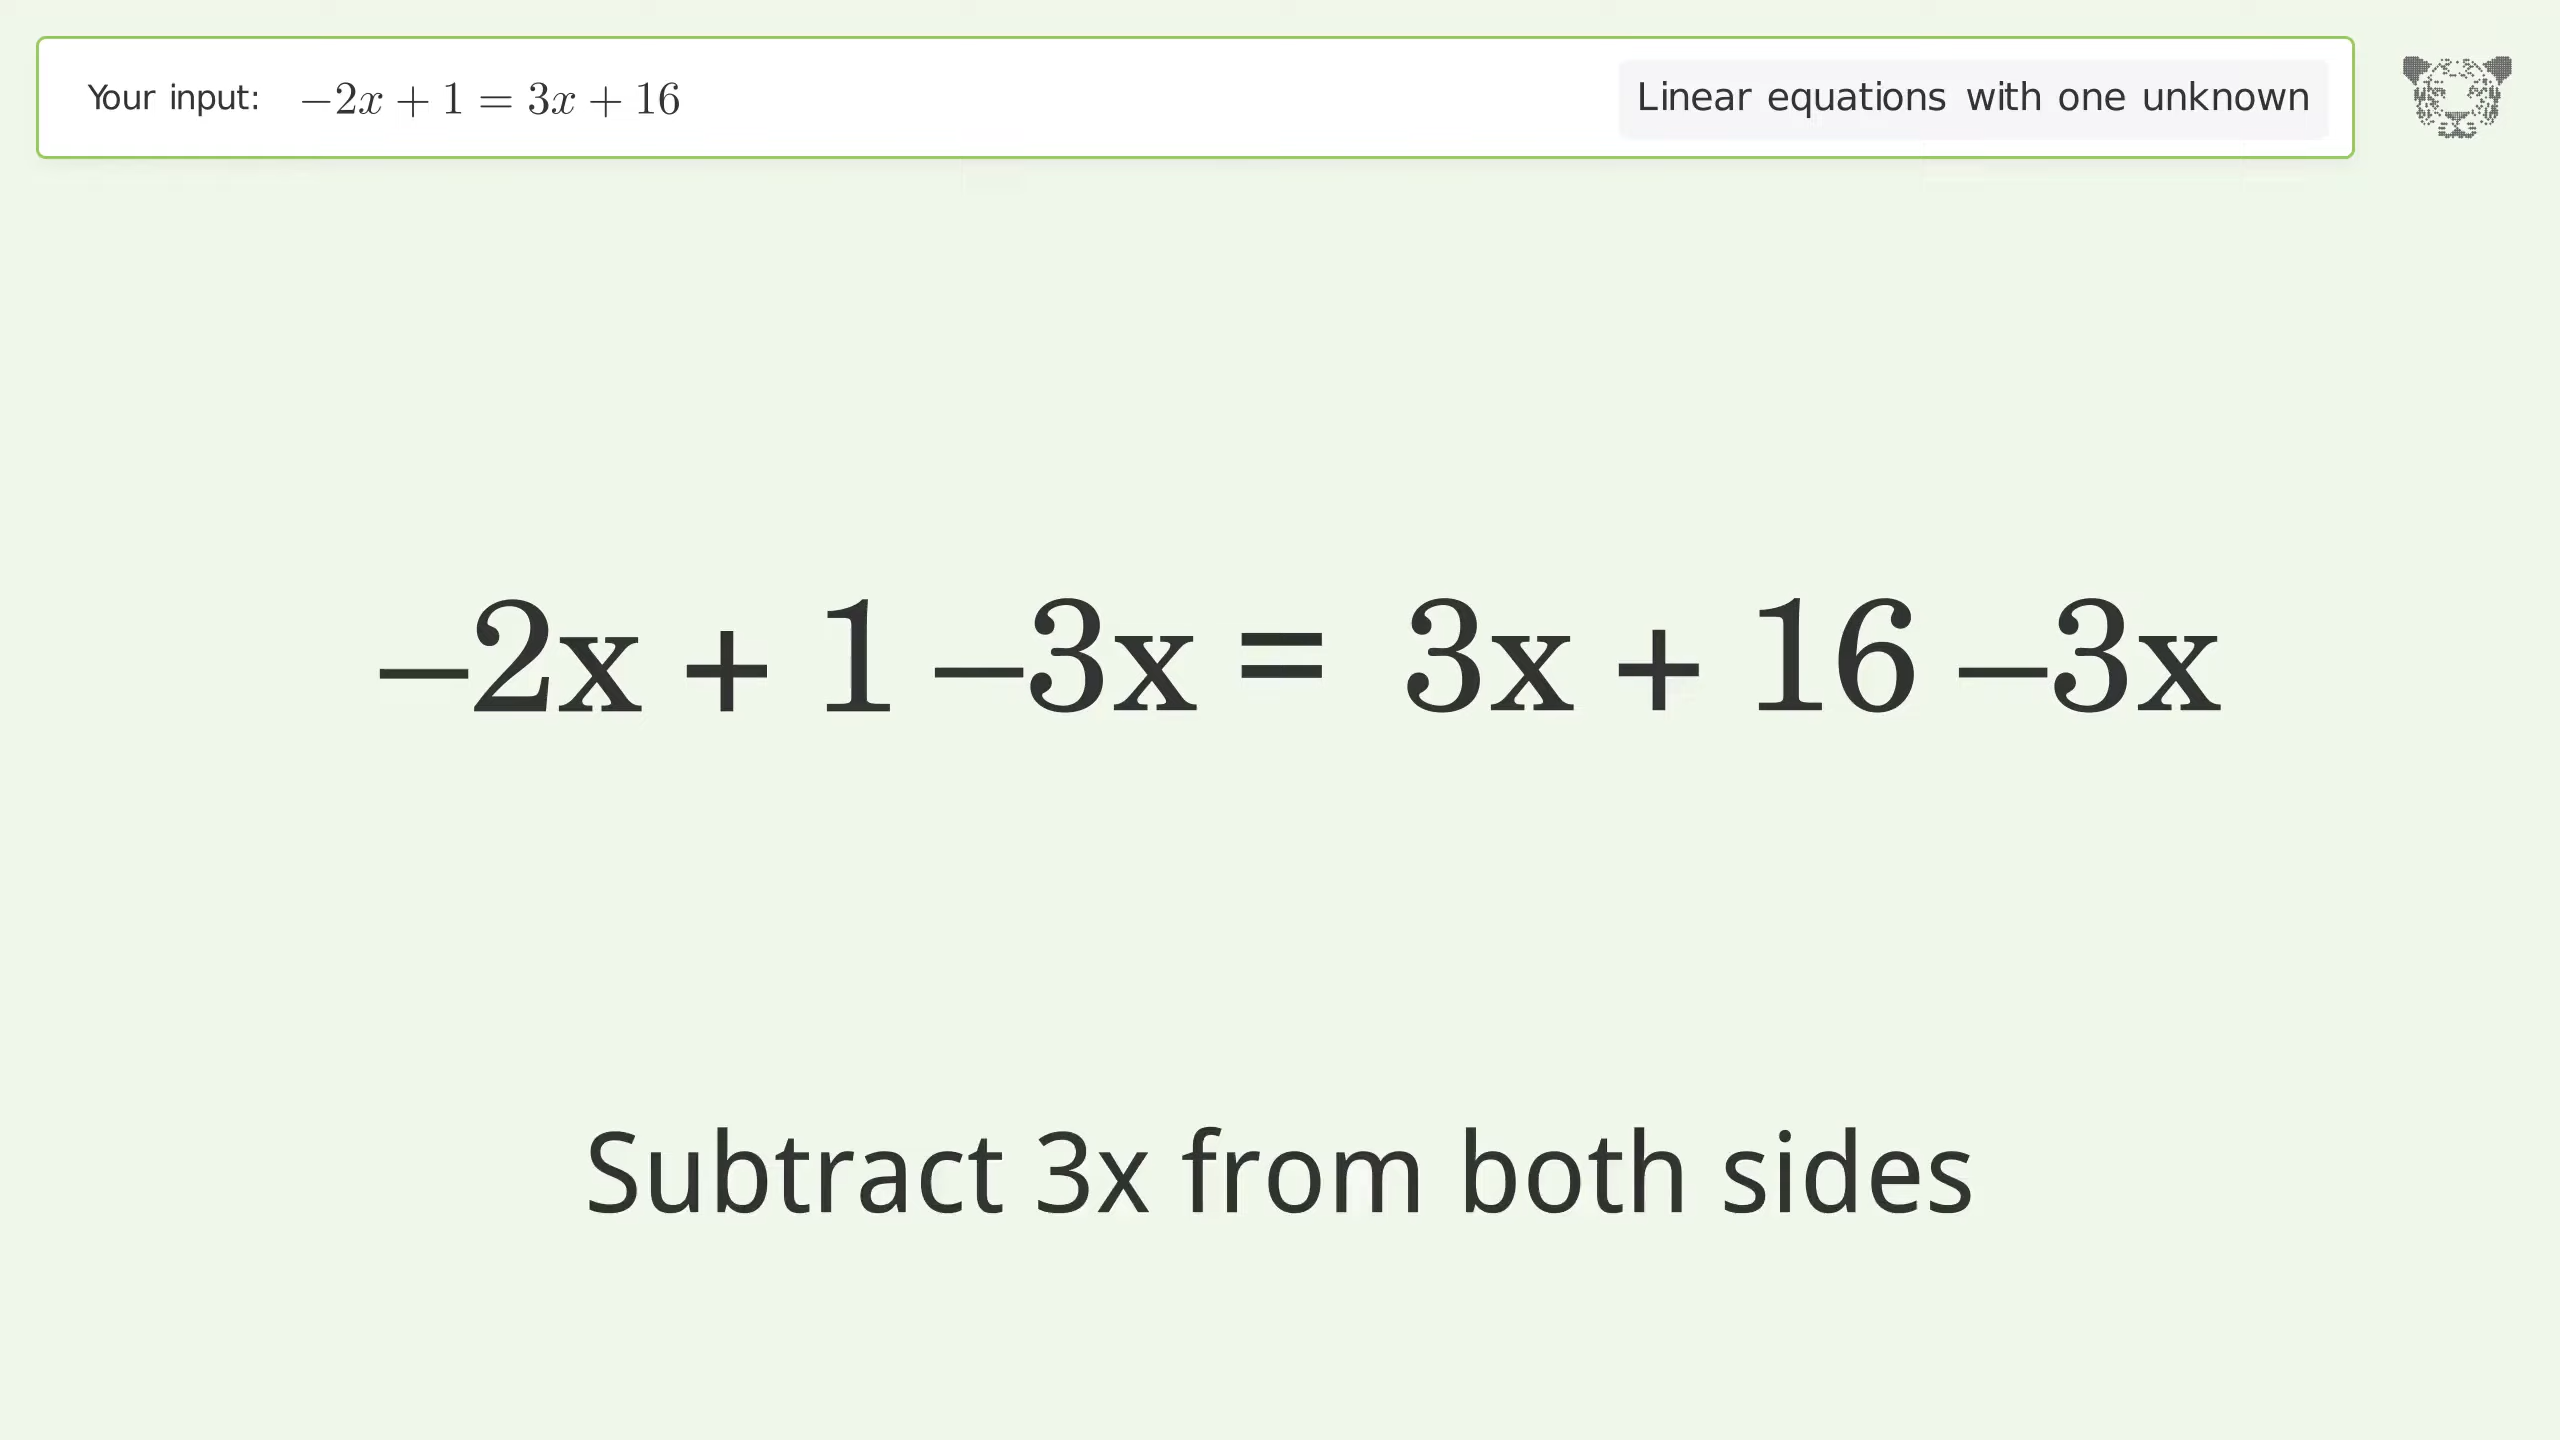 Your input: −2x + 1 = 3x + 16
Linear equations with one unknown
–2x + 1 –3x = 3x + 16 –3x
Subtract 3x from both sides